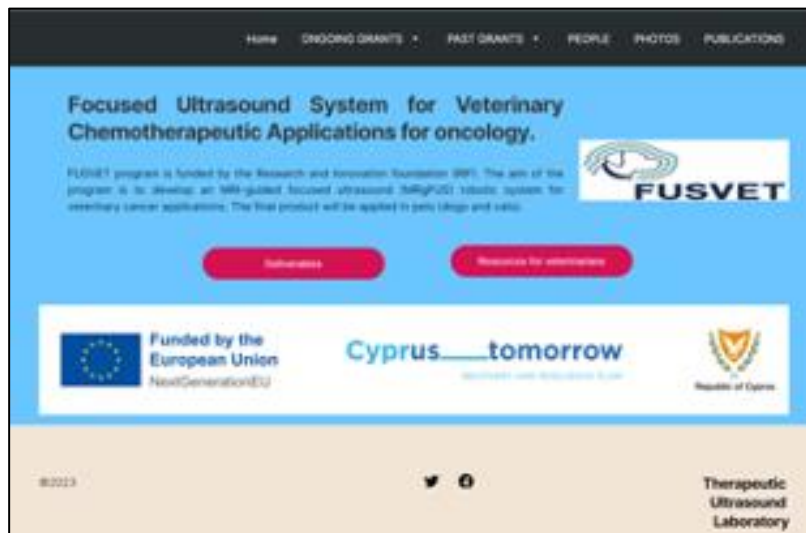 Home ONGOING GRANTS PAST GRANTS PEOPLE PHOTOS PUBLICATIONS
Focused Ultrasound System for Veterinary
Chemotherapeutic Applications for oncology.
FUSVET program is funded by the Research and Innovation Foundation (RIF). The aim of the
program is to develop an MRI-guided focused ultrasound (MRgFUS) robotic system for
veterinary cancer applications. The final product will be applied in pets (dogs and cats).
FUSVET
Deliverables Resources for veterinarians
Funded by the
European Union
NextGenerationEU
Cyprus_tomorrow
RECOVERY AND RESILIENCE PLAN
Republic of Cyprus
©2023
Therapeutic
Ultrasound
Laboratory